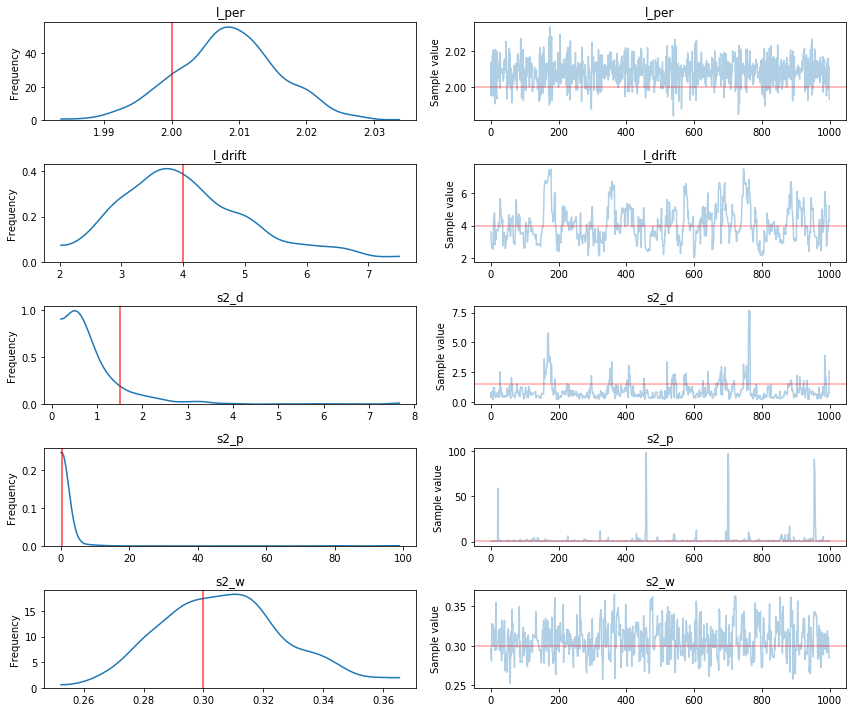 l_per
Frequency
40
20
0
1.99 2.00 2.01 2.02 2.03
l_per
Sample value
2.02
2.00
0 200 400 600 800 1000
l_drift
Frequency
0.4
0.2
0.0
2 3 4 5 6 7
l_drift
Sample value
6
4
2
0 200 400 600 800 1000
s2_d
Frequency
1.0
0.5
0.0
0 1 2 3 4 5 6 7 8
s2_d
Sample value
7.5
5.0
2.5
0.0
0 200 400 600 800 1000
s2_p
Frequency
0.2
0.0
0 20 40 60 80 100
s2_p
Sample value
100
50
0
0 200 400 600 800 1000
s2_w
Frequency
15
10
5
0
0.26 0.28 0.30 0.32 0.34 0.36
s2_w
Sample value
0.35
0.30
0.25
0 200 400 600 800 1000